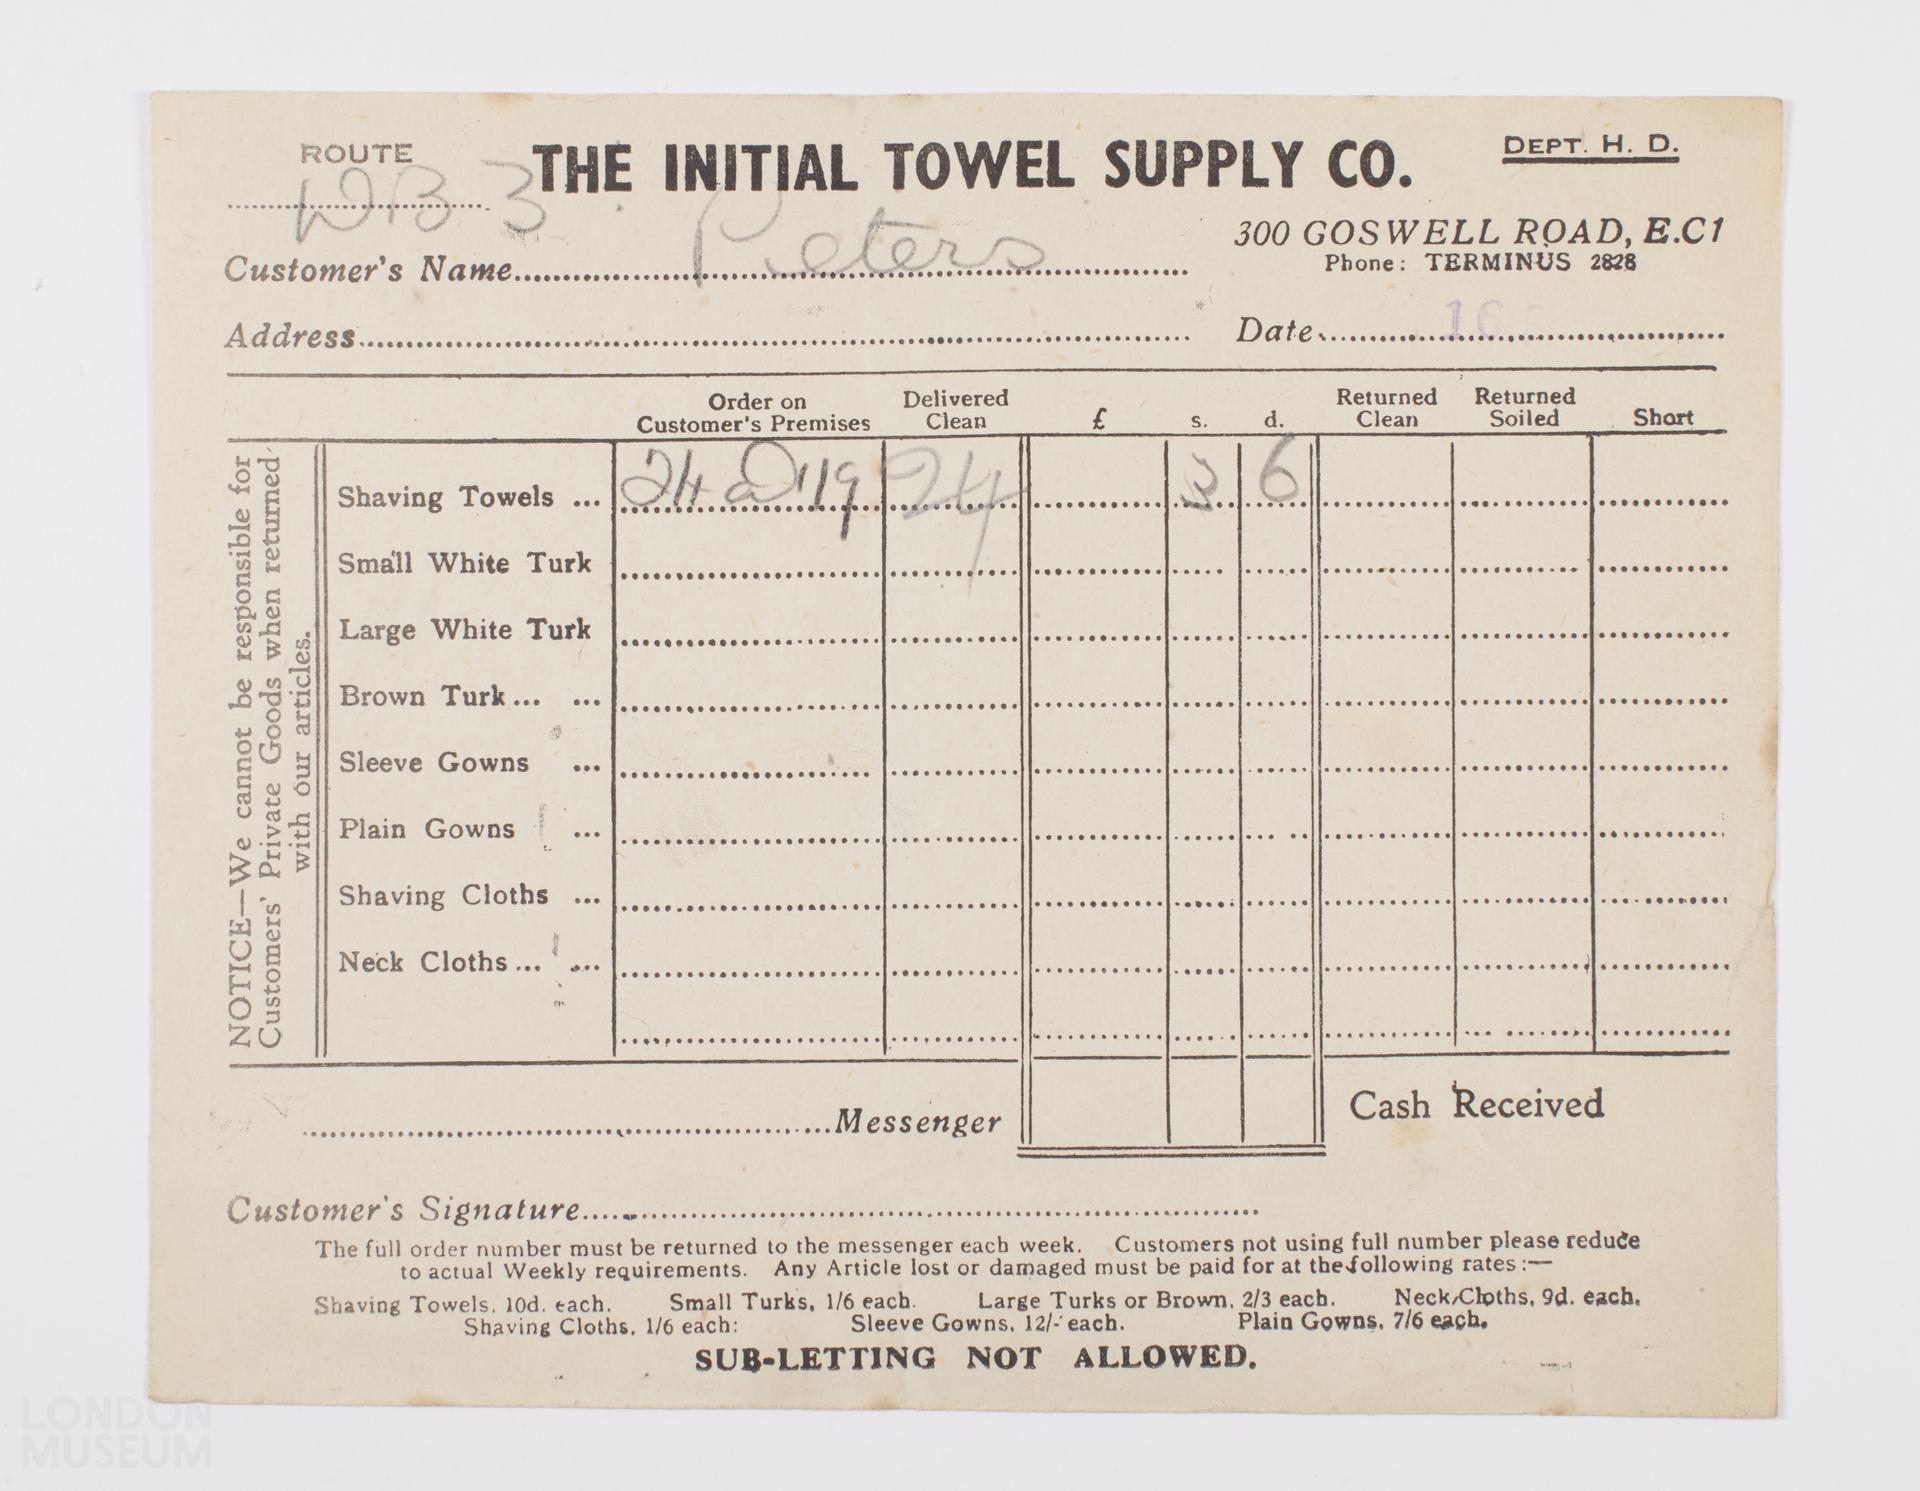 ROUTE
THE INITIAL TOWEL SUPPLY CO.
DEPT. H. D.
WB 3
300 GOSWELL ROAD, E.C1
Phone: TERMINUS 2828
Customer's Name Peters
Address
Date 16
Order on Customer's Premises Delivered Clean £ s. d. Returned Clean Returned Soiled Short
NOTICE—We cannot be responsible for
Customers' Private Goods when returned
with our articles.
Shaving Towels ... 24 24 3 6
Small White Turk
Large White Turk
Brown Turk ... ...
Sleeve Gowns ...
Plain Gowns ...
Shaving Cloths ...
Neck Cloths ... ...
Messenger
Cash Received
Customer's Signature
The full order number must be returned to the messenger each week. Customers not using full number please reduce
to actual Weekly requirements. Any Article lost or damaged must be paid for at the following rates :—
Shaving Towels, 10d. each. Small Turks, 1/6 each. Large Turks or Brown, 2/3 each. Neck Cloths, 9d. each.
Shaving Cloths, 1/6 each: Sleeve Gowns, 12/- each. Plain Gowns, 7/6 each.
SUB-LETTING NOT ALLOWED.
LONDON
MUSEUM